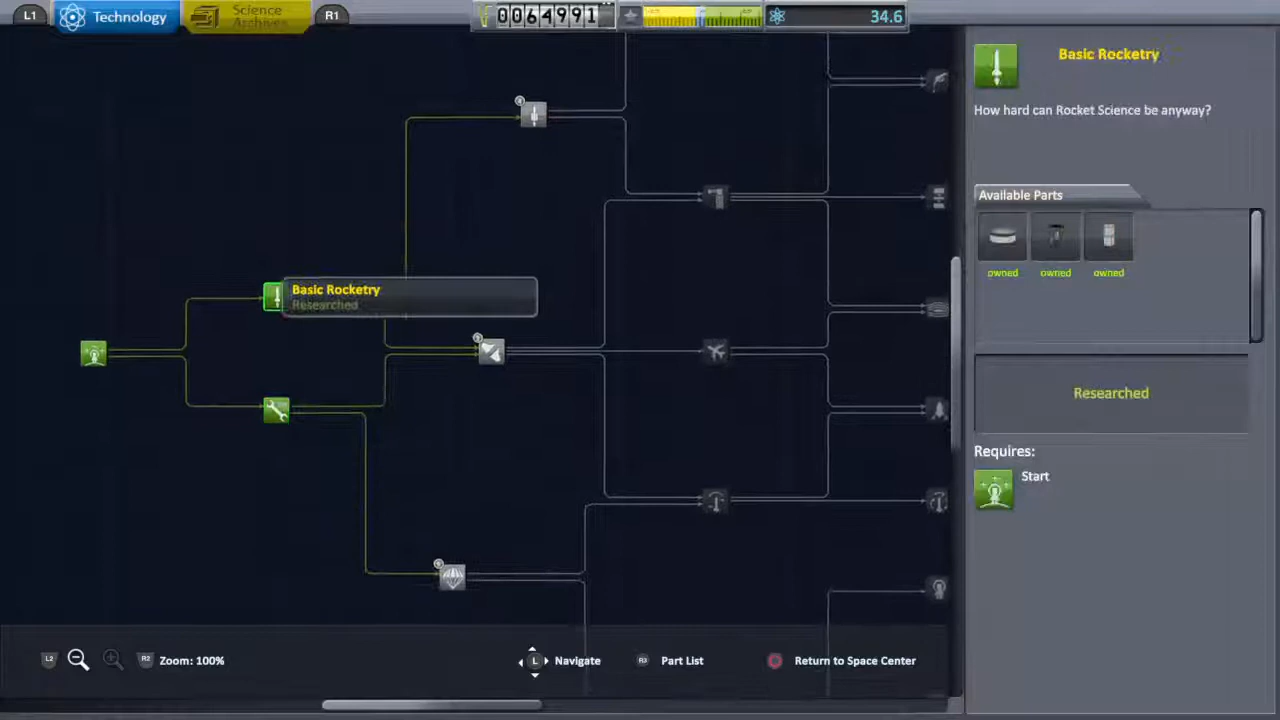 L1
Technology
Science
Archives
R1
0064991
34.6
Basic Rocketry
How hard can Rocket Science be anyway?
Available Parts
owned owned owned
Basic Rocketry
Researched
Researched
Requires:
Start
L2
R2 Zoom: 100%
L Navigate
R3 Part List
Return to Space Center